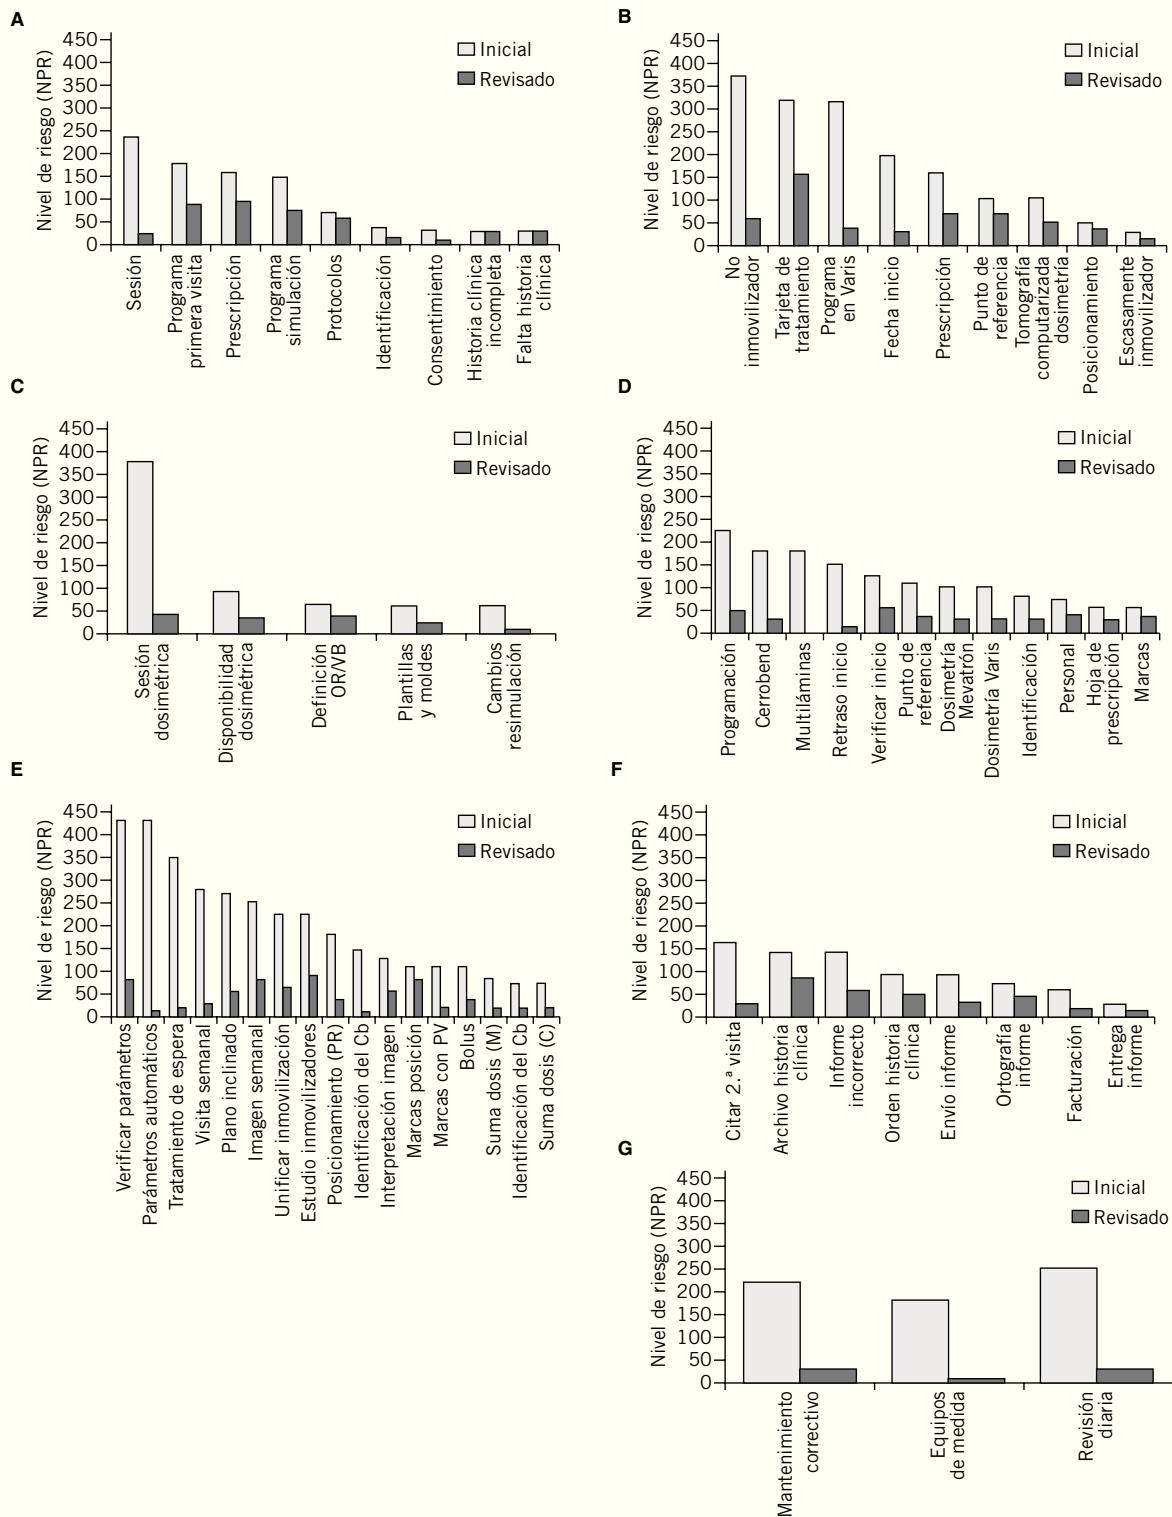 A
Nivel de riesgo (NPR)
450
400
350
300
250
200
150
100
50
0
Inicial
Revisado
Sesión
Programa
primera visita
Prescripción
Programa
simulación
Protocolos
Identificación
Consentimiento
Historia clínica
incompleta
Falta historia
clínica
B
Nivel de riesgo (NPR)
450
400
350
300
250
200
150
100
50
0
Inicial
Revisado
No
inmovilizador
Tarjeta de
tratamiento
Programa
en Varis
Fecha inicio
Prescripción
Punto de
referencia
Tomografía
computarizada
dosimetría
Posicionamiento
Escasamente
inmovilizador
C
Nivel de riesgo (NPR)
450
400
350
300
250
200
150
100
50
0
Inicial
Revisado
Sesión
dosimétrica
Disponibilidad
dosimétrica
Definición
OR/VB
Plantillas
y moldes
Cambios
resimulación
D
Nivel de riesgo (NPR)
450
400
350
300
250
200
150
100
50
0
Inicial
Revisado
Programación
Cerrobend
Multiláminas
Retraso inicio
Verificar inicio
Punto de
referencia
Dosimetría
Mevatrón
Dosimetría Varis
Identificación
Personal
Hoja de
prescripción
Marcas
E
Nivel de riesgo (NPR)
450
400
350
300
250
200
150
100
50
0
Inicial
Revisado
Verificar parámetros
Parámetros automáticos
Tratamiento de espera
Visita semanal
Plano inclinado
Imagen semanal
Unificar inmovilización
Estudio inmovilizadores
Posicionamiento (PR)
Identificación del Cb
Interpretación imagen
Marcas posición
Marcas con PV
Bolus
Suma dosis (M)
Identificación del Cb
Suma dosis (C)
F
Nivel de riesgo (NPR)
450
400
350
300
250
200
150
100
50
0
Inicial
Revisado
Citar 2.ª visita
Archivo historia
clínica
Informe
incorrecto
Orden historia
clínica
Envío informe
Ortografía
informe
Facturación
Entrega
informe
G
Nivel de riesgo (NPR)
450
400
350
300
250
200
150
100
50
0
Inicial
Revisado
Mantenimiento
correctivo
Equipos
de medida
Revisión
diaria